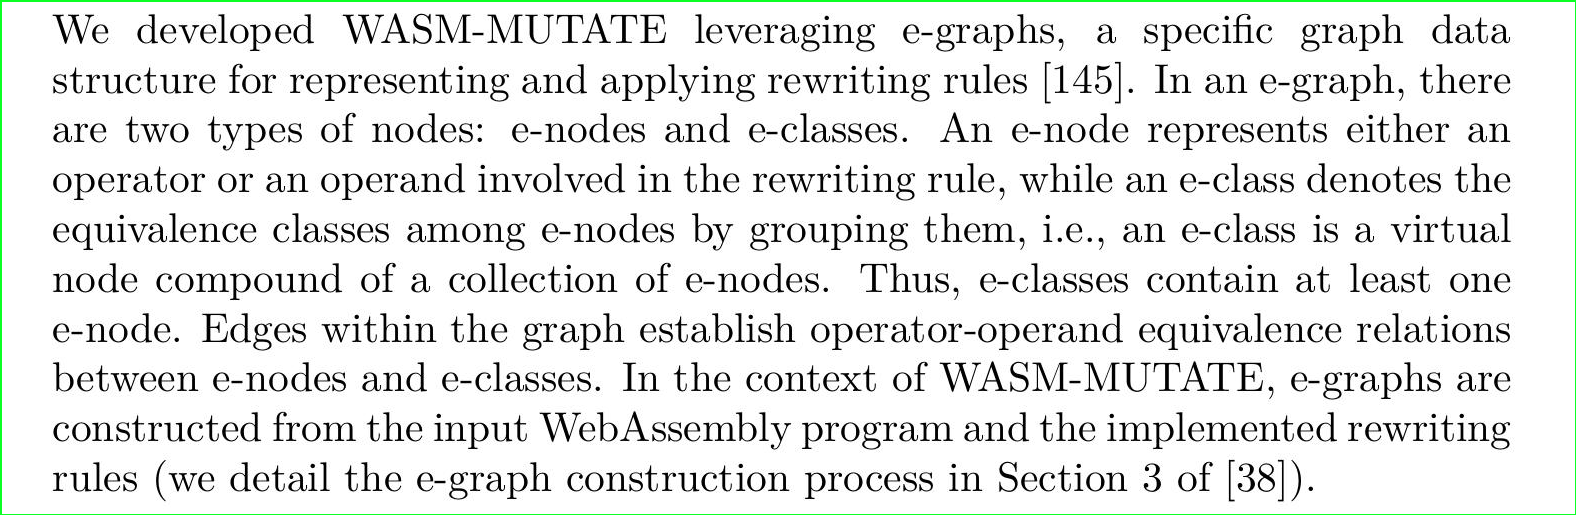 We developed WASM-MUTATE leveraging e-graphs, a specific graph data
structure for representing and applying rewriting rules [145]. In an e-graph, there
are two types of nodes: e-nodes and e-classes. An e-node represents either an
operator or an operand involved in the rewriting rule, while an e-class denotes the
equivalence classes among e-nodes by grouping them, i.e., an e-class is a virtual
node compound of a collection of e-nodes. Thus, e-classes contain at least one
e-node. Edges within the graph establish operator-operand equivalence relations
between e-nodes and e-classes. In the context of WASM-MUTATE, e-graphs are
constructed from the input WebAssembly program and the implemented rewriting
rules (we detail the e-graph construction process in Section 3 of [38]).